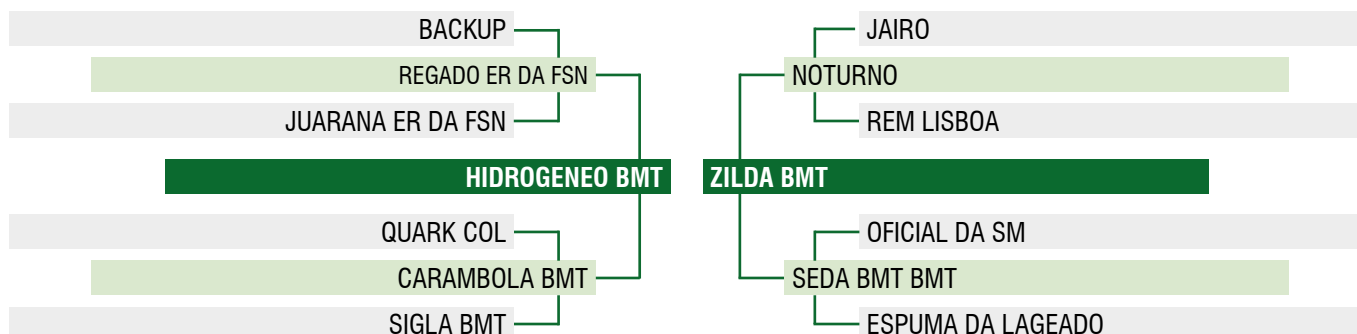 BACKUP
JAIRO
REGADO ER DA FSN
NOTURNO
JUARANA ER DA FSN
REM LISBOA
HIDROGENEO BMT
ZILDA BMT
QUARK COL
OFICIAL DA SM
CARAMBOLA BMT
SEDA BMT BMT
SIGLA BMT
ESPUMA DA LAGEADO